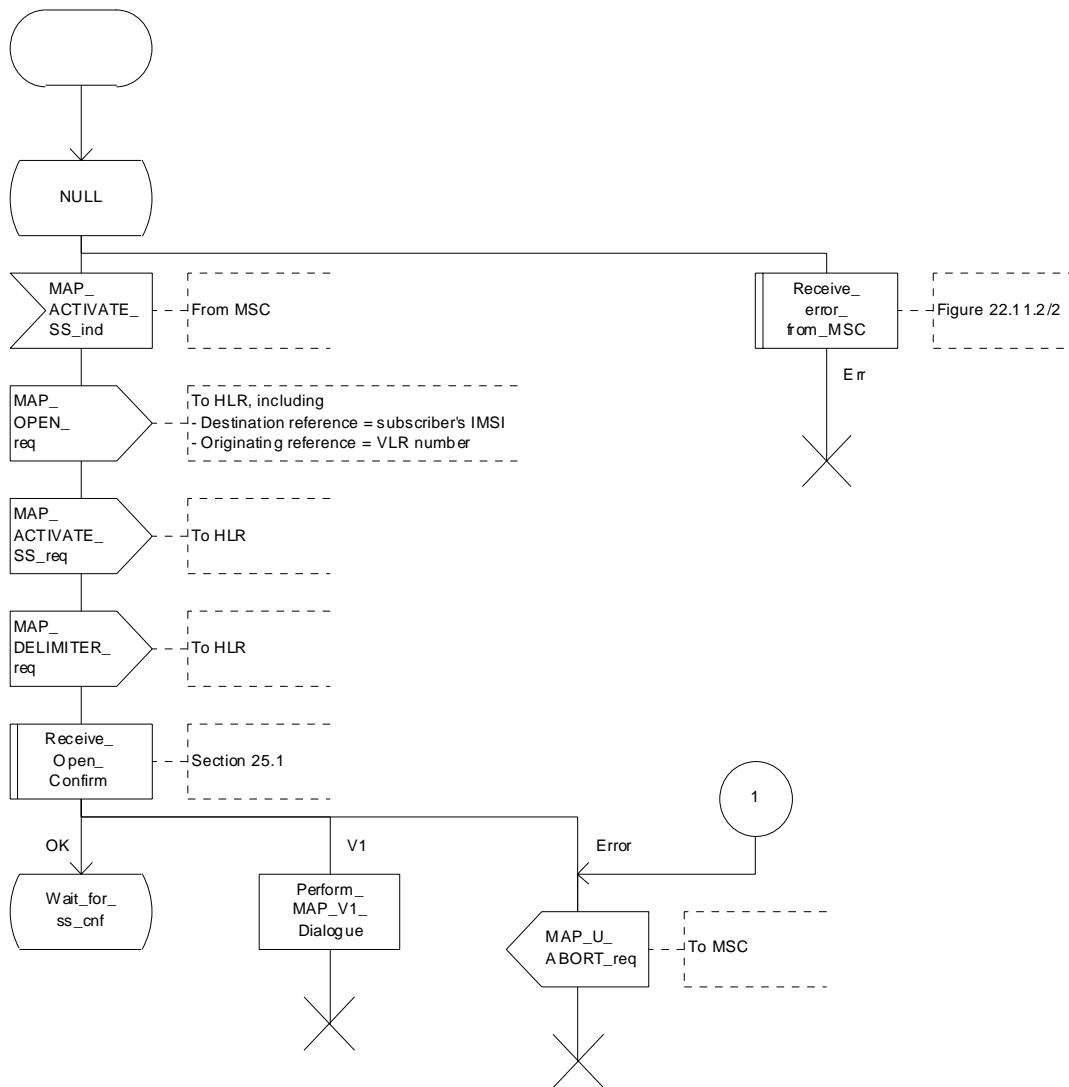 NULL
MAP_
ACTIVATE_
SS_ind
From MSC
Receive_
error_
from_MSC
Figure 22.11.2/2
Err
MAP_
OPEN_
req
To HLR, including
- Destination reference = subscriber's IMSI
- Originating reference = VLR number
MAP_
ACTIVATE_
SS_req
To HLR
MAP_
DELIMITER_
req
To HLR
Receive_
Open_
Confirm
Section 25.1
1
OK
V1
Error
Wait_for_
ss_cnf
Perform_
MAP_V1_
Dialogue
MAP_U_
ABORT_req
To MSC